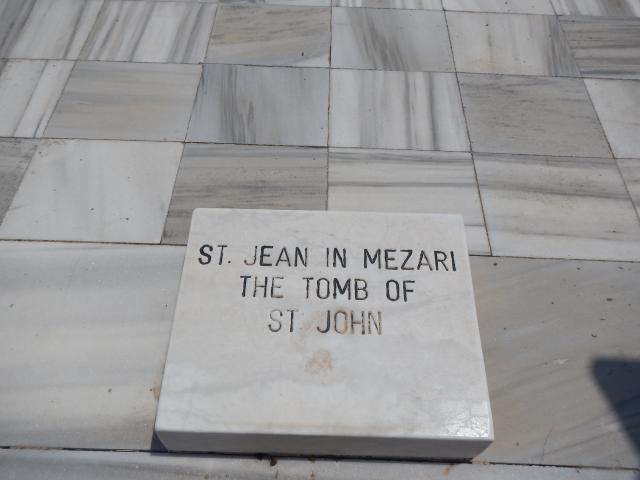 ST. JEAN IN MEZARI
THE TOMB OF
ST JOHN